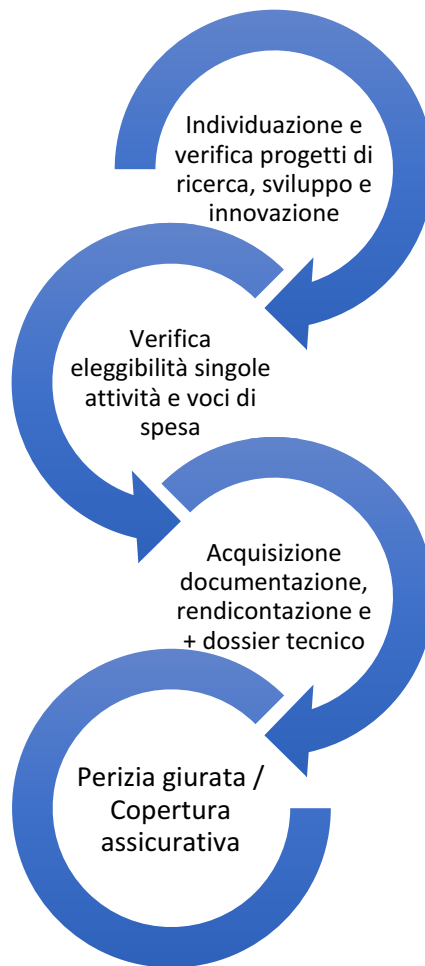 Individuazione e
verifica progetti di
ricerca, sviluppo e
innovazione
Verifica
eleggibilità singole
attività e voci di
spesa
Acquisizione
documentazione,
rendicontazione e
+ dossier tecnico
Perizia giurata /
Copertura
assicurativa